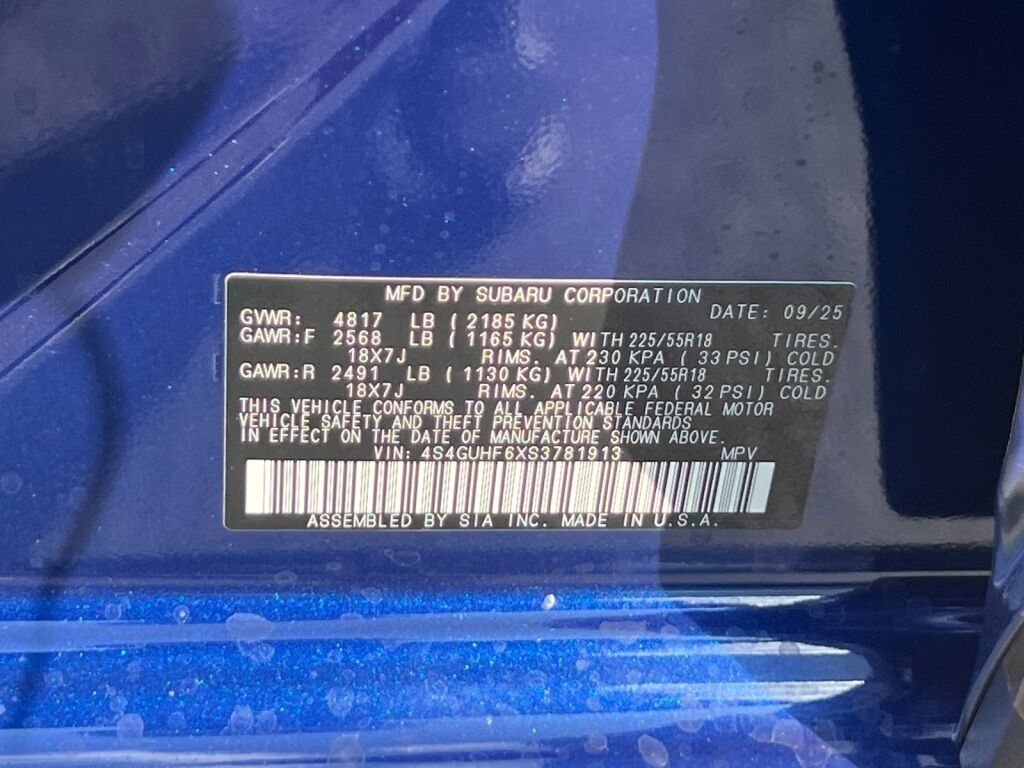 MFD BY SUBARU CORPORATION
DATE: 09/25
GVWR: 4817 LB ( 2185 KG)
GAWR:F 2568 LB ( 1165 KG) WITH 225/55R18 TIRES.
18X7J RIMS. AT 230 KPA ( 33 PSI) COLD
GAWR:R 2491 LB ( 1130 KG) WITH 225/55R18 TIRES.
18X7J RIMS. AT 220 KPA ( 32 PSI) COLD
THIS VEHICLE CONFORMS TO ALL APPLICABLE FEDERAL MOTOR
VEHICLE SAFETY AND THEFT PREVENTION STANDARDS
IN EFFECT ON THE DATE OF MANUFACTURE SHOWN ABOVE.
VIN: 4S4GUHF6XS3781913 MPV
ASSEMBLED BY SIA INC. MADE IN U.S.A.